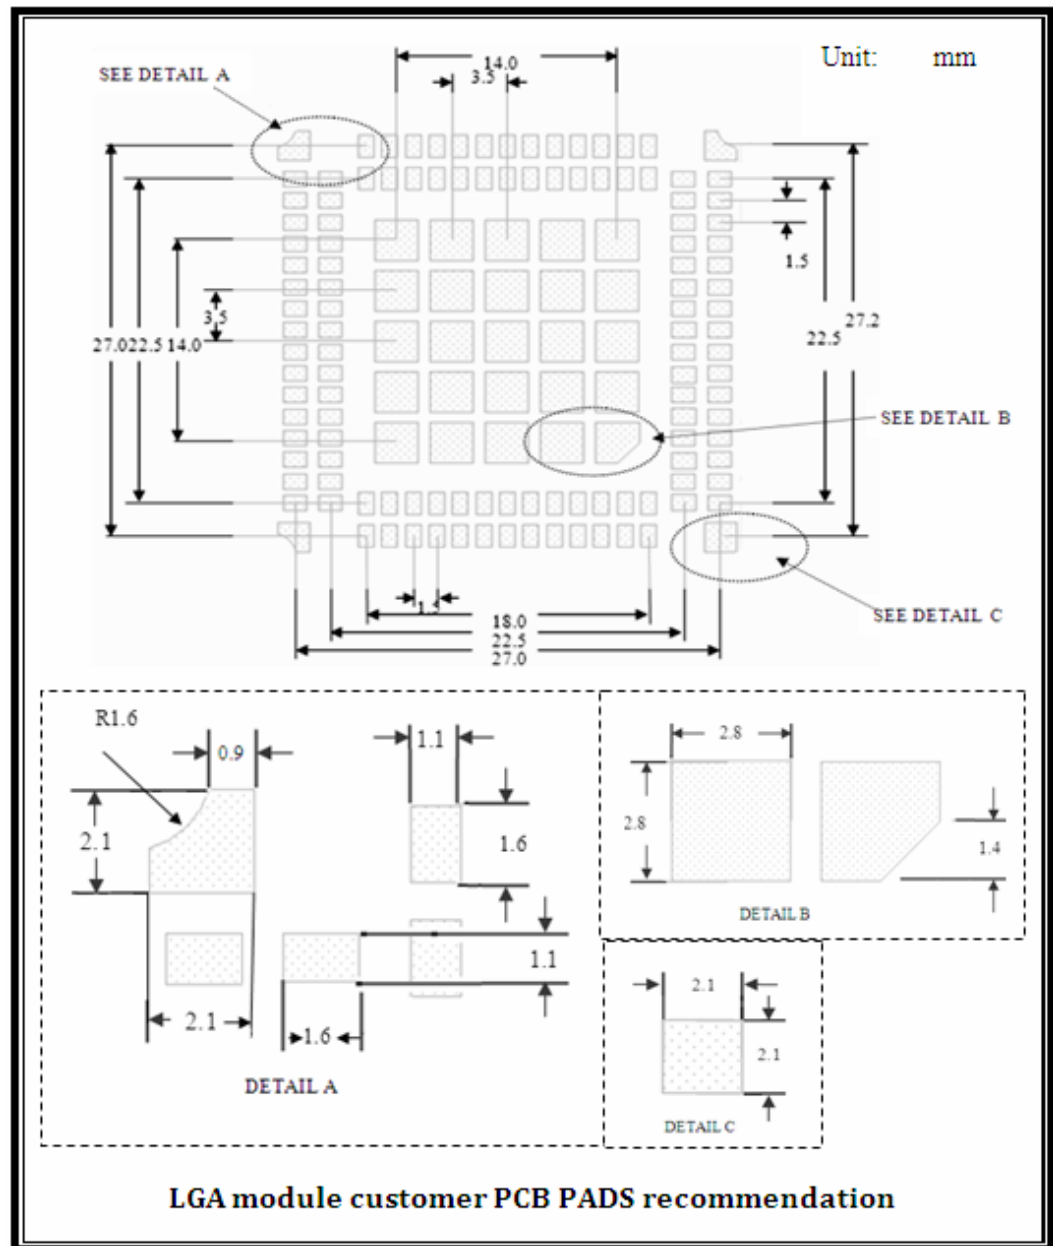 Unit: mm
14.0
SEE DETAIL A
3.5
1.5
3.5
27.2
27.0 22.5 14.0
22.5
SEE DETAIL B
1.5
SEE DETAIL C
18.0
22.5
27.0
R1.6
0.9
1.1
2.1
1.6
1.1
2.1
1.6
DETAIL A
2.8
2.8
1.4
DETAIL B
2.1
2.1
DETAIL C
LGA module customer PCB PADS recommendation